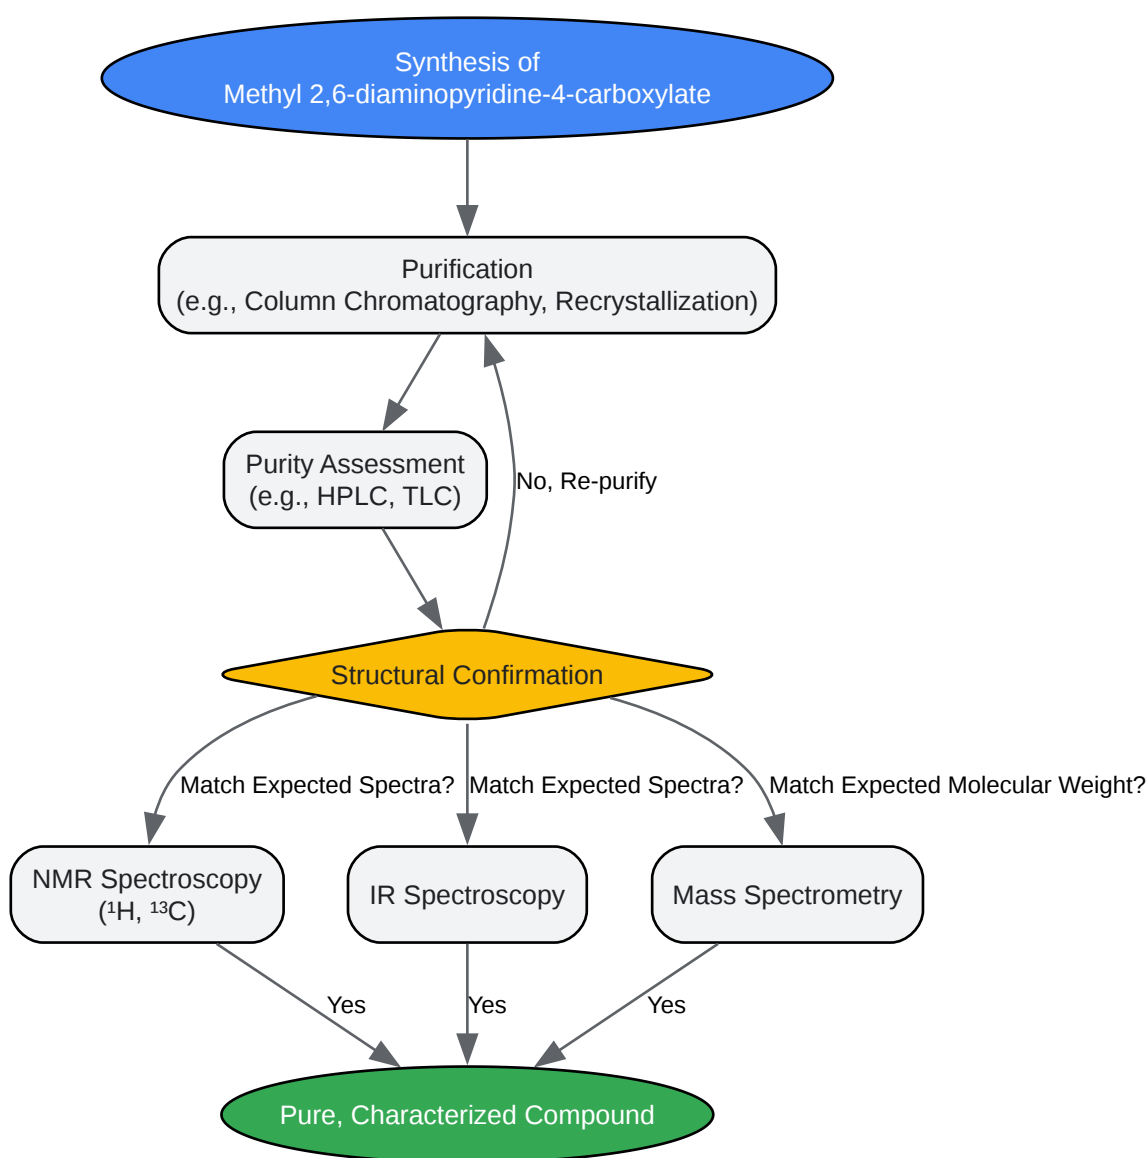 Synthesis of
Methyl 2,6-diaminopyridine-4-carboxylate
Purification
(e.g., Column Chromatography, Recrystallization)
Purity Assessment
(e.g., HPLC, TLC)
No, Re-purify
Structural Confirmation
Match Expected Spectra?
Match Expected Spectra?
Match Expected Molecular Weight?
NMR Spectroscopy
(¹H, ¹³C)
IR Spectroscopy
Mass Spectrometry
Yes
Yes
Yes
Pure, Characterized Compound